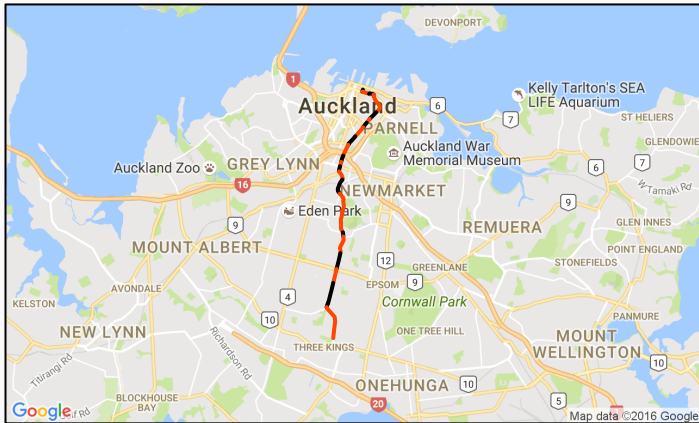 DEVONPORT
1
Kelly Tarlton's SEA
LIFE Aquarium
Auckland
6
7
ST HELIERS
PARNELL
GLENDOWIE
Auckland War
Memorial Museum
7
Auckland Zoo
GREY LYNN
6
16
NEWMARKET
5
W Tamaki Rd
Eden Park
9
REMUERA
GLEN INNES
MOUNT ALBERT
9
POINT ENGLAND
12
GREENLANE
STONEFIELDS
9
AVONDALE
EPSOM
KELSTON
4
Cornwall Park
PANMURE
10
10
NEW LYNN
ONE TREE HILL
MOUNT
WELLINGTON
THREE KINGS
Richardson Rd
Titirangi Rd
10
10
ONEHUNGA
5
BLOCKHOUSE
BAY
20
Google
Map data ©2016 Google